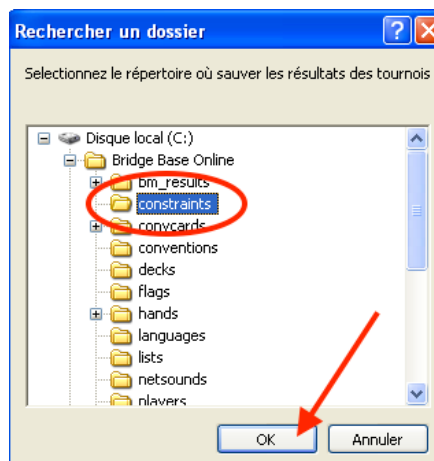 Rechercher un dossier
Selectionnez le répertoire où sauver les résultats des tournois
Disque local (C:)
Bridge Base Online
bm_results
constraints
convcards
conventions
decks
flags
hands
languages
lists
netsounds
players
OK
Annuler